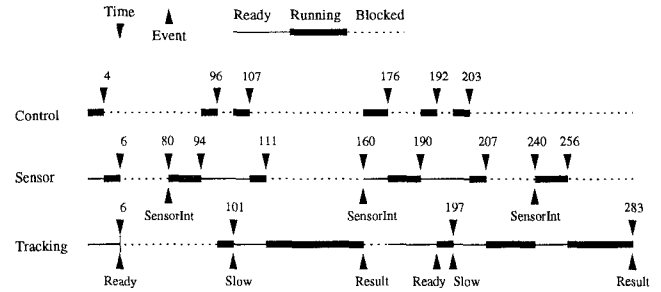 Time
Event
Ready Running Blocked
4 96 107 176 192 203
Control
6 80 94 111 160 190 207 240 256
Sensor
SensorInt SensorInt SensorInt
6 101 197 283
Tracking
Ready Slow Result Ready Slow Result